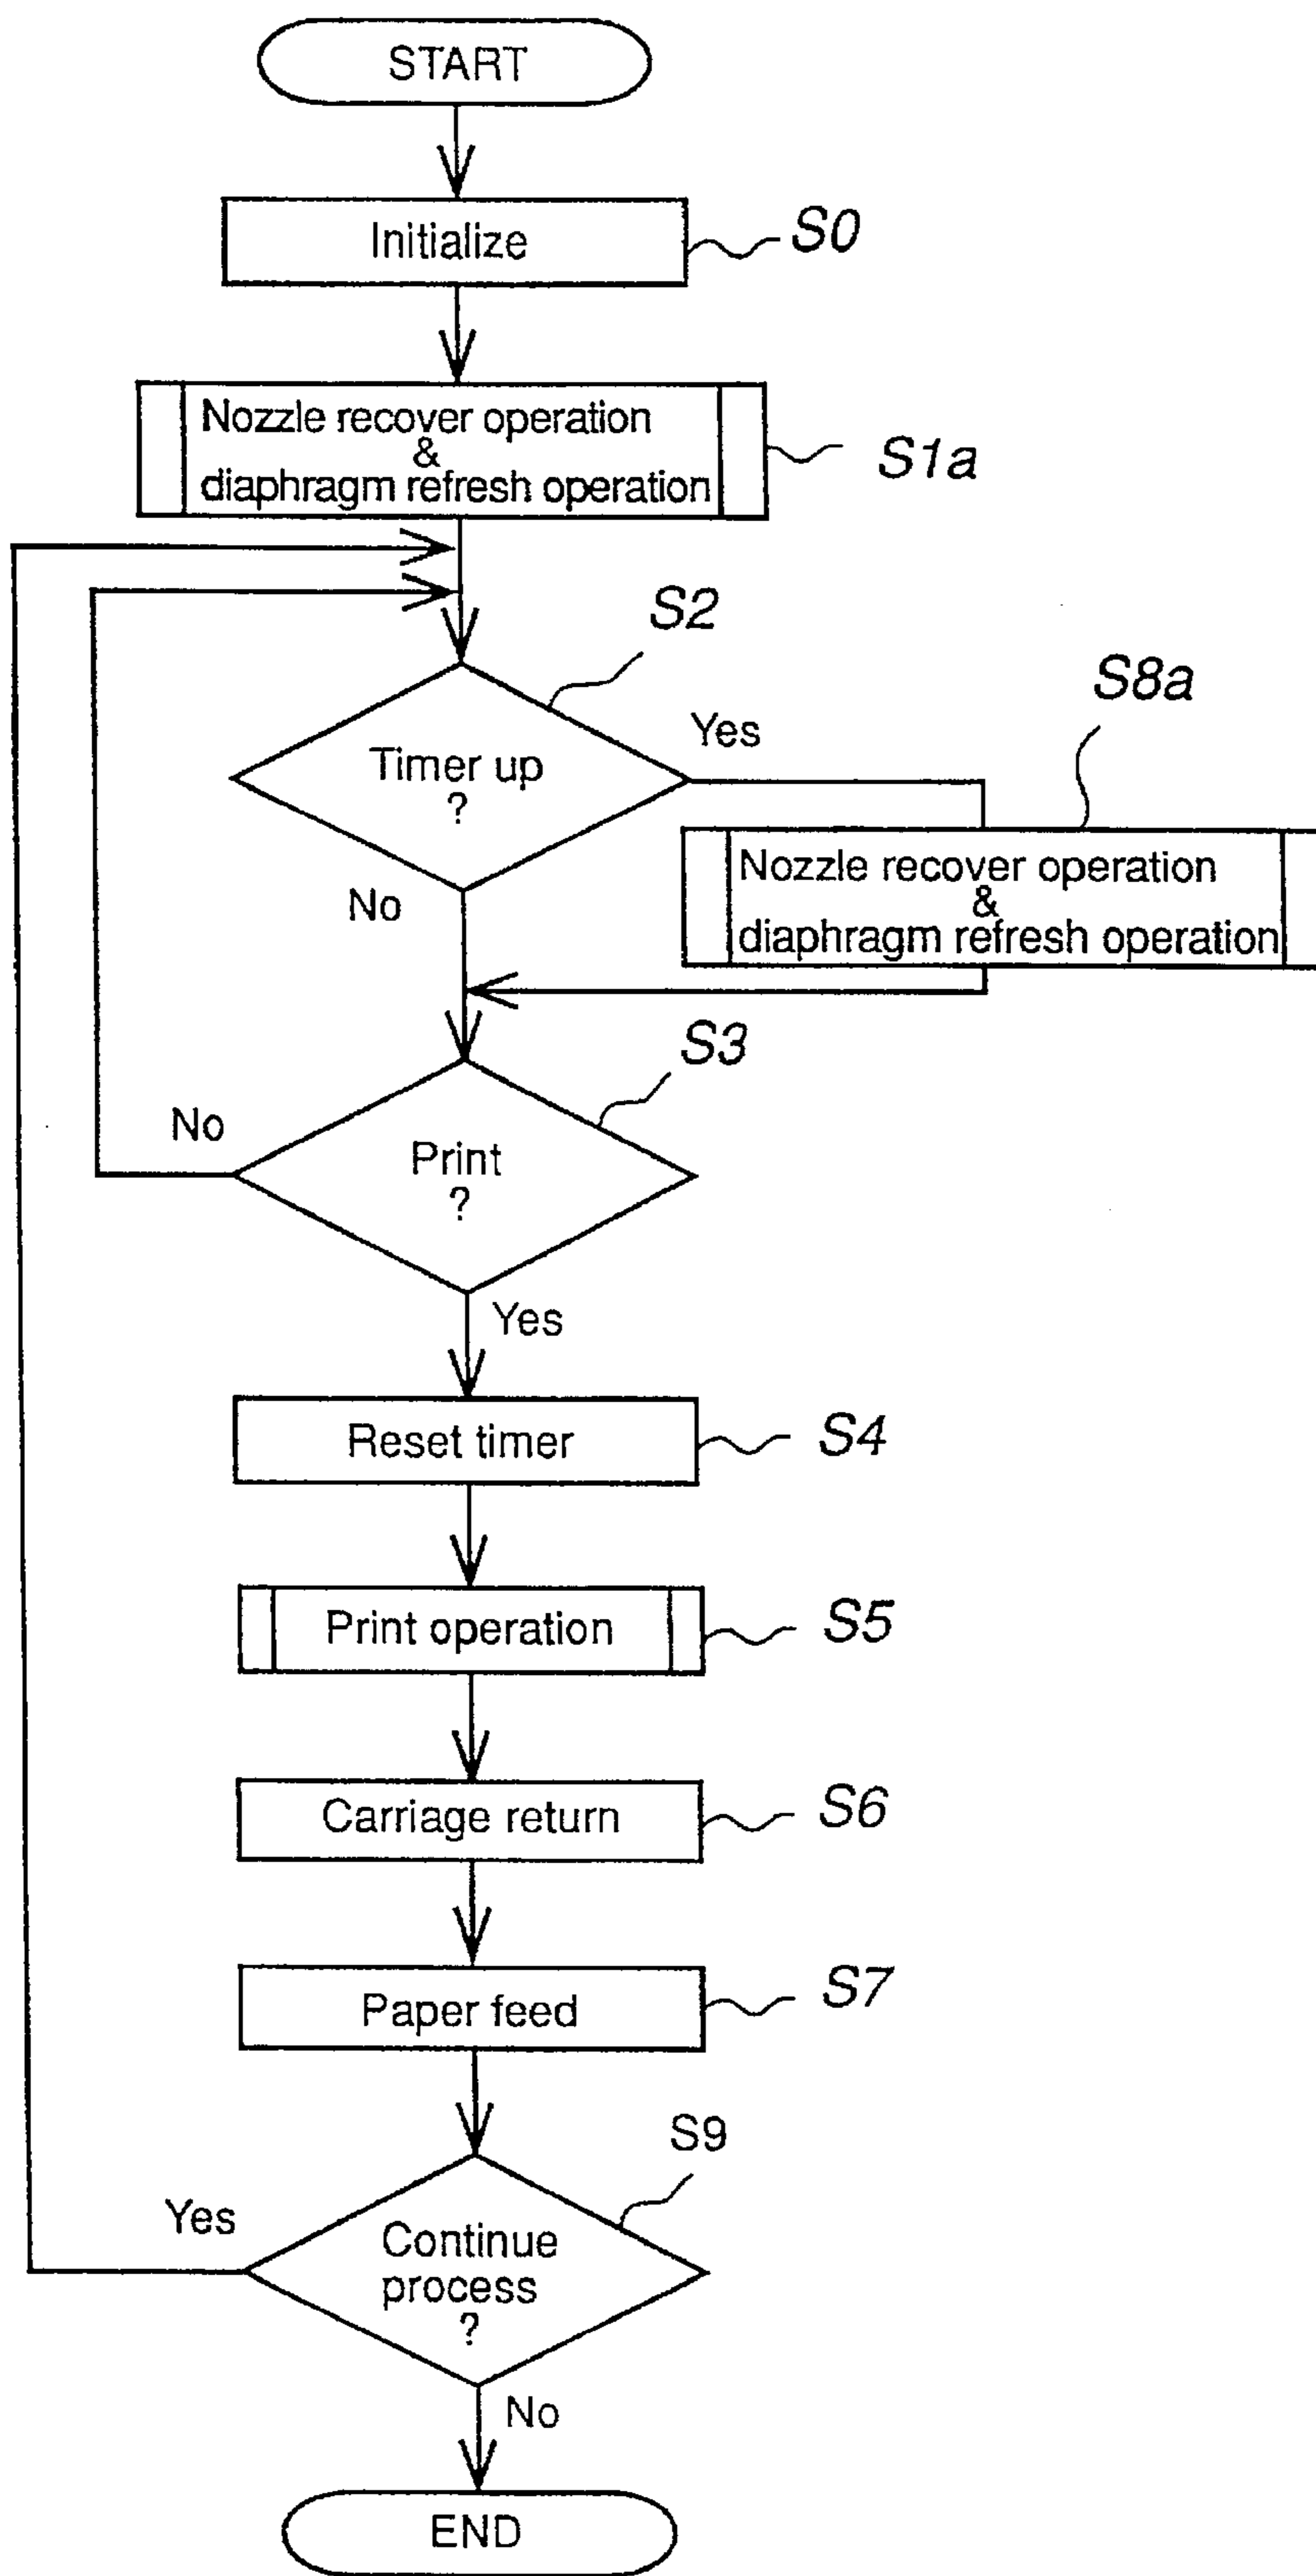 START
Initialize
S0
Nozzle recover operation
&
diaphragm refresh operation
S1a
S2
Timer up
?
Yes
No
S8a
Nozzle recover operation
&
diaphragm refresh operation
S3
Print
?
No
Yes
Reset timer
S4
Print operation
S5
Carriage return
S6
Paper feed
S7
S9
Continue
process
?
Yes
No
END